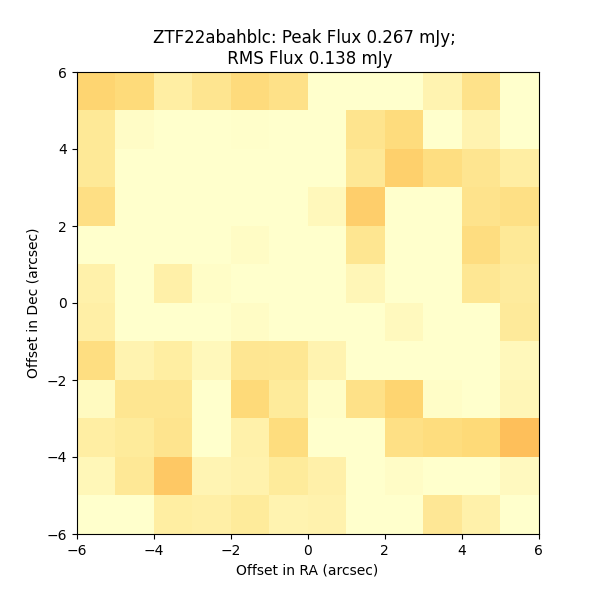 ZTF22abahblc: Peak Flux 0.267 mJy;
RMS Flux 0.138 mJy
6
4
2
0
−2
−4
−6
Offset in Dec (arcsec)
−6 −4 −2 0 2 4 6
Offset in RA (arcsec)